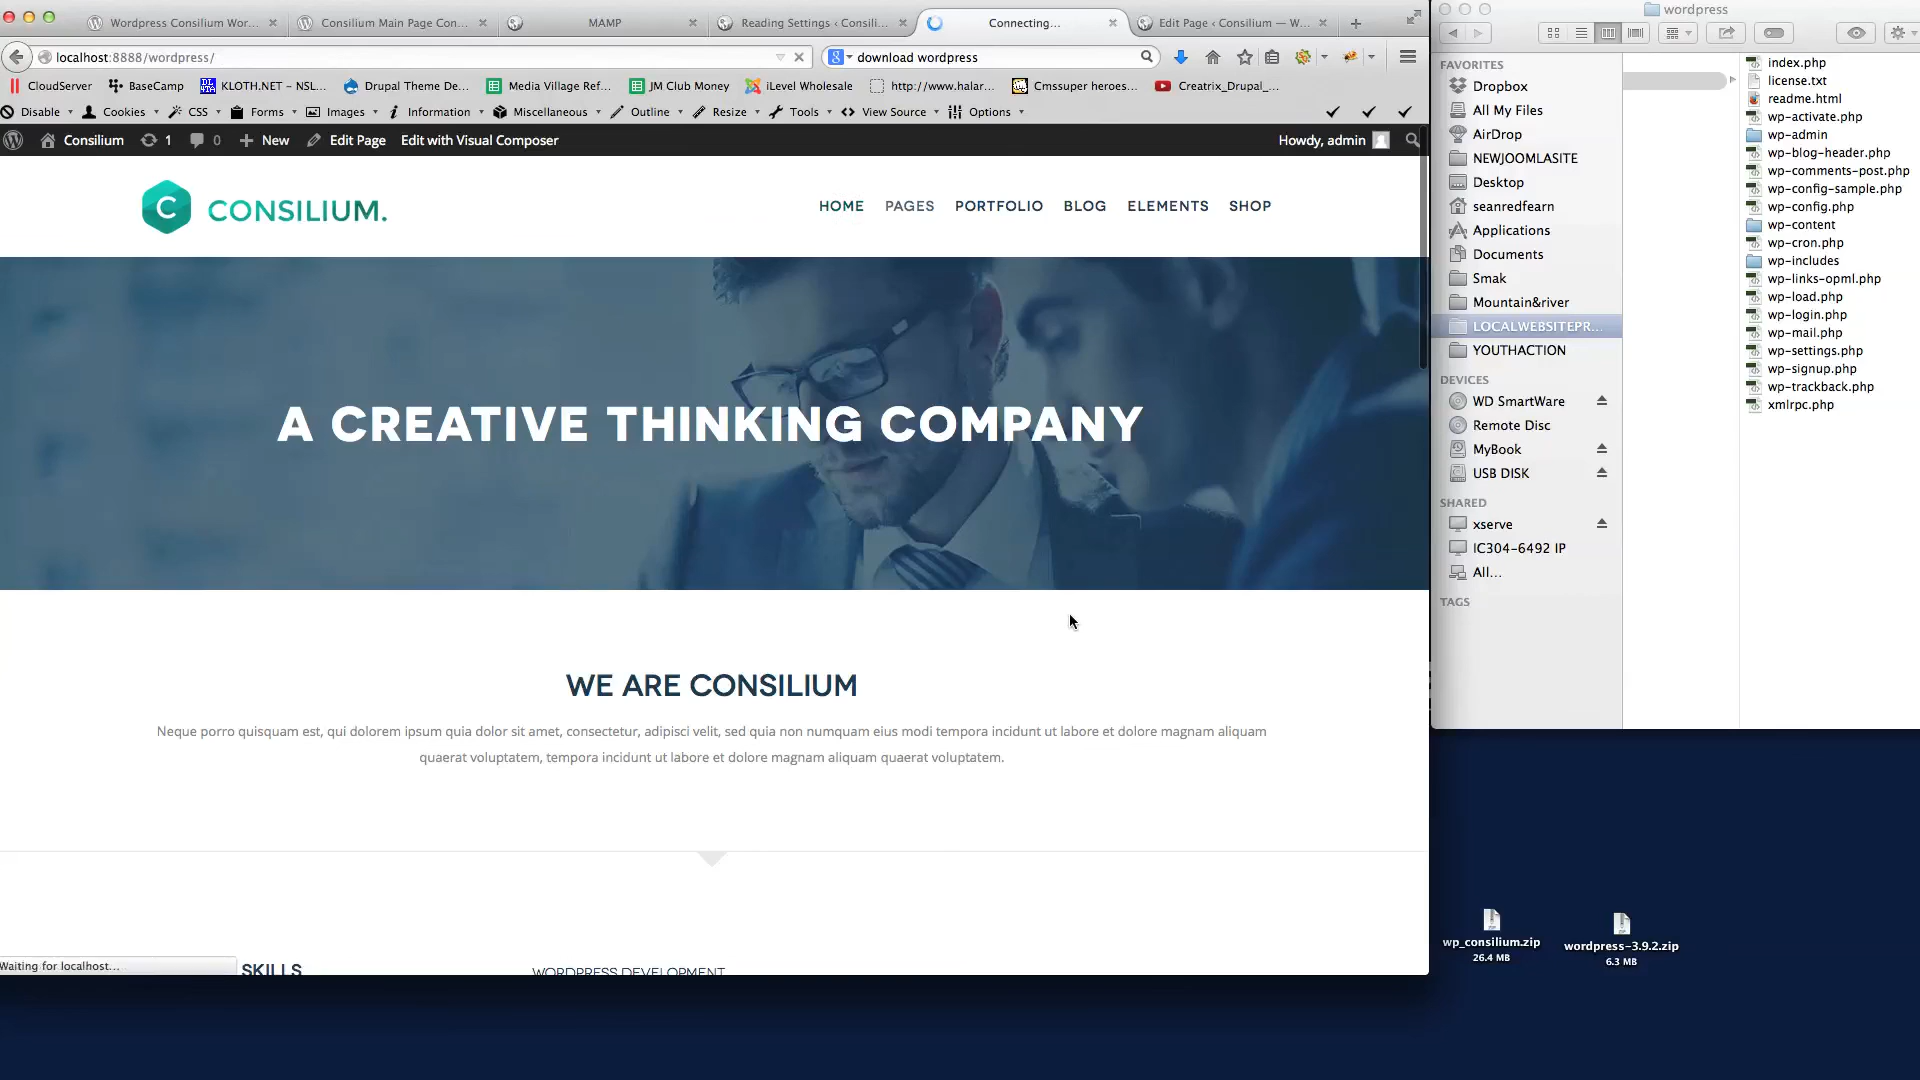 Wordpress Consilium Wor...
Consilium Main Page Con...
MAMP
Reading Settings ‹ Consili...
Connecting...
Edit Page ‹ Consilium — W...
wordpress
localhost:8888/wordpress/
download wordpress
CloudServer
BaseCamp
KLOTH.NET – NSL...
Drupal Theme De...
Media Village Ref...
JM Club Money
iLevel Wholesale
http://www.halar...
Cmssuper heroes...
Creatrix_Drupal_...
Disable
Cookies
CSS
Forms
Images
Information
Miscellaneous
Outline
Resize
Tools
View Source
Options
Consilium
1
0
New
Edit Page
Edit with Visual Composer
Howdy, admin
C CONSILIUM.
HOME PAGES PORTFOLIO BLOG ELEMENTS SHOP
A CREATIVE THINKING COMPANY
WE ARE CONSILIUM
Neque porro quisquam est, qui dolorem ipsum quia dolor sit amet, consectetur, adipisci velit, sed quia non numquam eius modi tempora incidunt ut labore et dolore magnam aliquam
quaerat voluptatem, tempora incidunt ut labore et dolore magnam aliquam quaerat voluptatem.
Waiting for localhost...
SKILLS
WORDPRESS DEVELOPMENT
FAVORITES
Dropbox
All My Files
AirDrop
NEWJOOMLASITE
Desktop
seanredfearn
Applications
Documents
Smak
Mountain&river
LOCALWEBSITEPR...
YOUTHACTION
DEVICES
WD SmartWare
Remote Disc
MyBook
USB DISK
SHARED
xserve
IC304-6492 IP
All...
TAGS
index.php
license.txt
readme.html
wp-activate.php
wp-admin
wp-blog-header.php
wp-comments-post.php
wp-config-sample.php
wp-config.php
wp-content
wp-cron.php
wp-includes
wp-links-opml.php
wp-load.php
wp-login.php
wp-mail.php
wp-settings.php
wp-signup.php
wp-trackback.php
xmlrpc.php
wp_consilium.zip
26.4 MB
wordpress-3.9.2.zip
6.3 MB